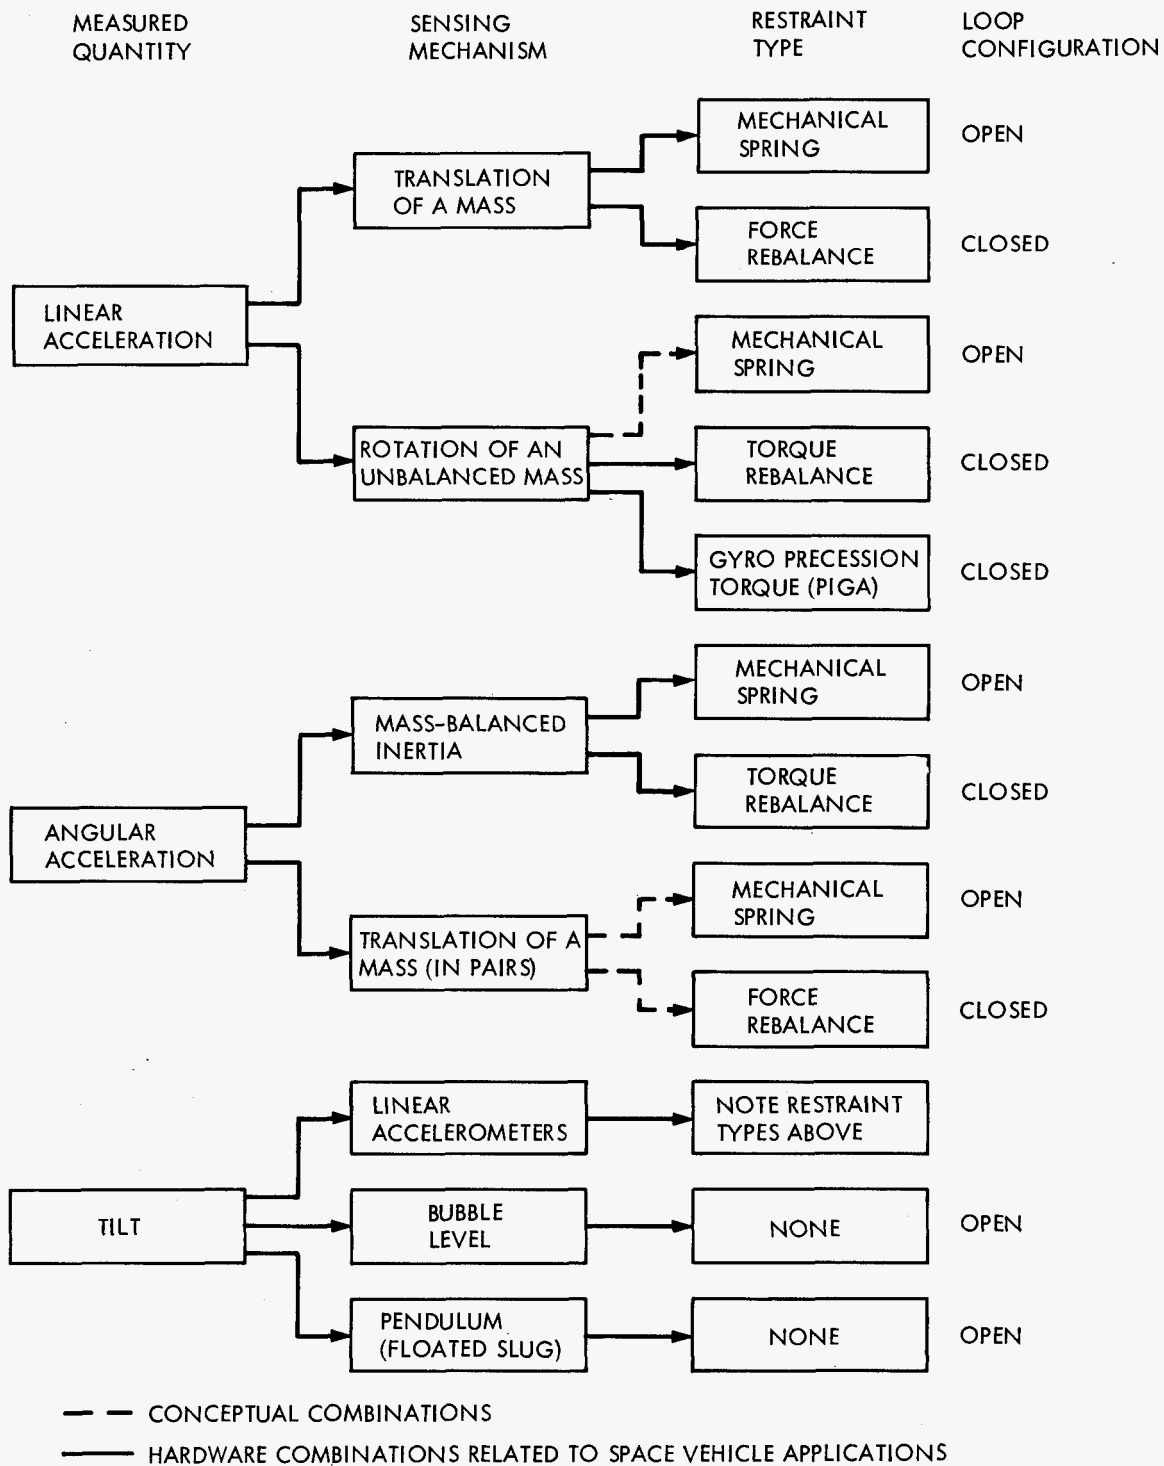 MEASURED
QUANTITY
SENSING
MECHANISM
RESTRAINT
TYPE
LOOP
CONFIGURATION
LINEAR
ACCELERATION
TRANSLATION
OF A MASS
MECHANICAL
SPRING
OPEN
FORCE
REBALANCE
CLOSED
ROTATION OF AN
UNBALANCED MASS
MECHANICAL
SPRING
OPEN
TORQUE
REBALANCE
CLOSED
GYRO PRECESSION
TORQUE (PIGA)
CLOSED
ANGULAR
ACCELERATION
MASS-BALANCED
INERTIA
MECHANICAL
SPRING
OPEN
TORQUE
REBALANCE
CLOSED
TRANSLATION OF A
MASS (IN PAIRS)
MECHANICAL
SPRING
OPEN
FORCE
REBALANCE
CLOSED
TILT
LINEAR
ACCELEROMETERS
NOTE RESTRAINT
TYPES ABOVE
BUBBLE
LEVEL
NONE
OPEN
PENDULUM
(FLOATED SLUG)
NONE
OPEN
CONCEPTUAL COMBINATIONS
HARDWARE COMBINATIONS RELATED TO SPACE VEHICLE APPLICATIONS